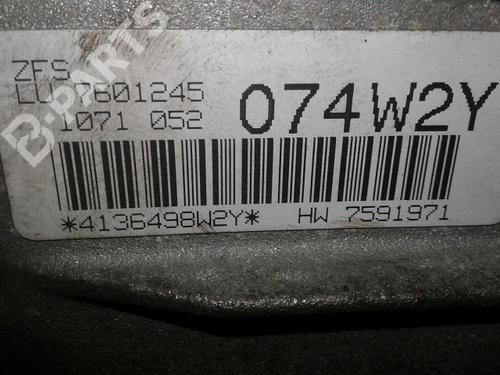 B-PARTS
ZFS
LU 7601245
1071 052
074W2Y
*4136498W2Y*
HW 7591971